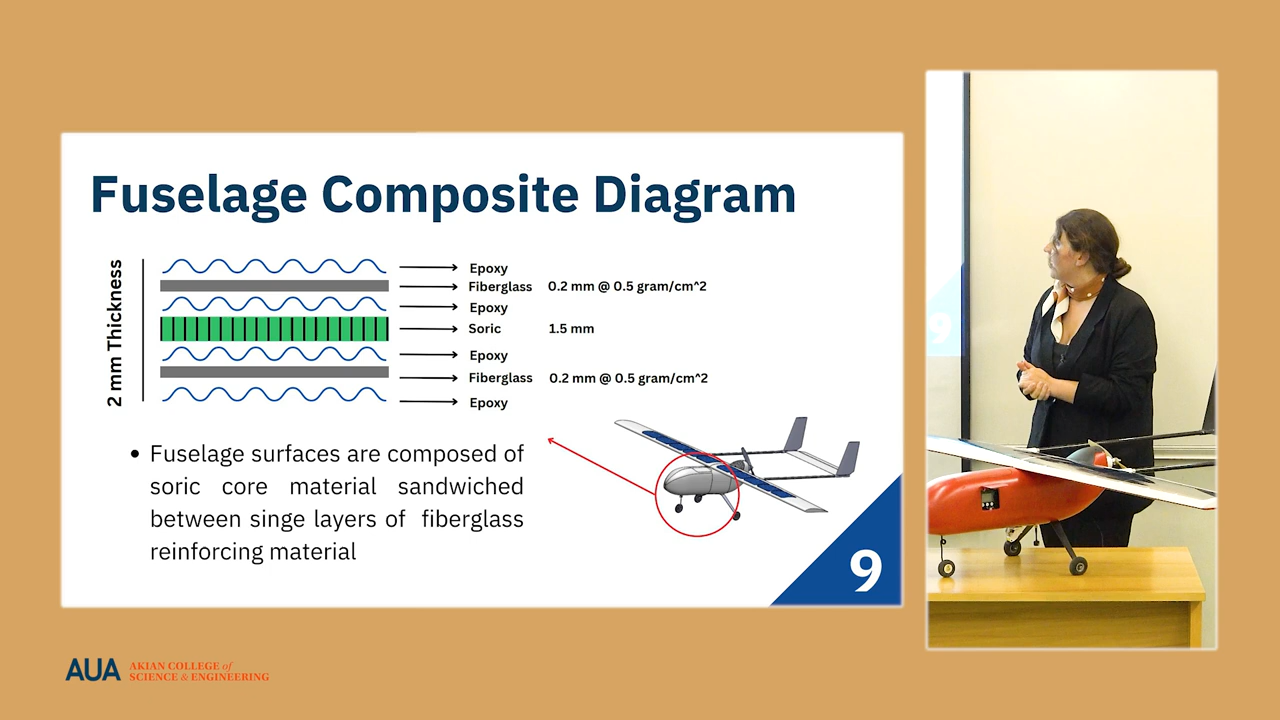 Fuselage Composite Diagram
2 mm Thickness
Epoxy
Fiberglass 0.2 mm @ 0.5 gram/cm^2
Epoxy
Soric 1.5 mm
Epoxy
Fiberglass 0.2 mm @ 0.5 gram/cm^2
Epoxy
• Fuselage surfaces are composed of
soric core material sandwiched
between singe layers of fiberglass
reinforcing material
9
9
AUA AKIAN COLLEGE of
SCIENCE & ENGINEERING